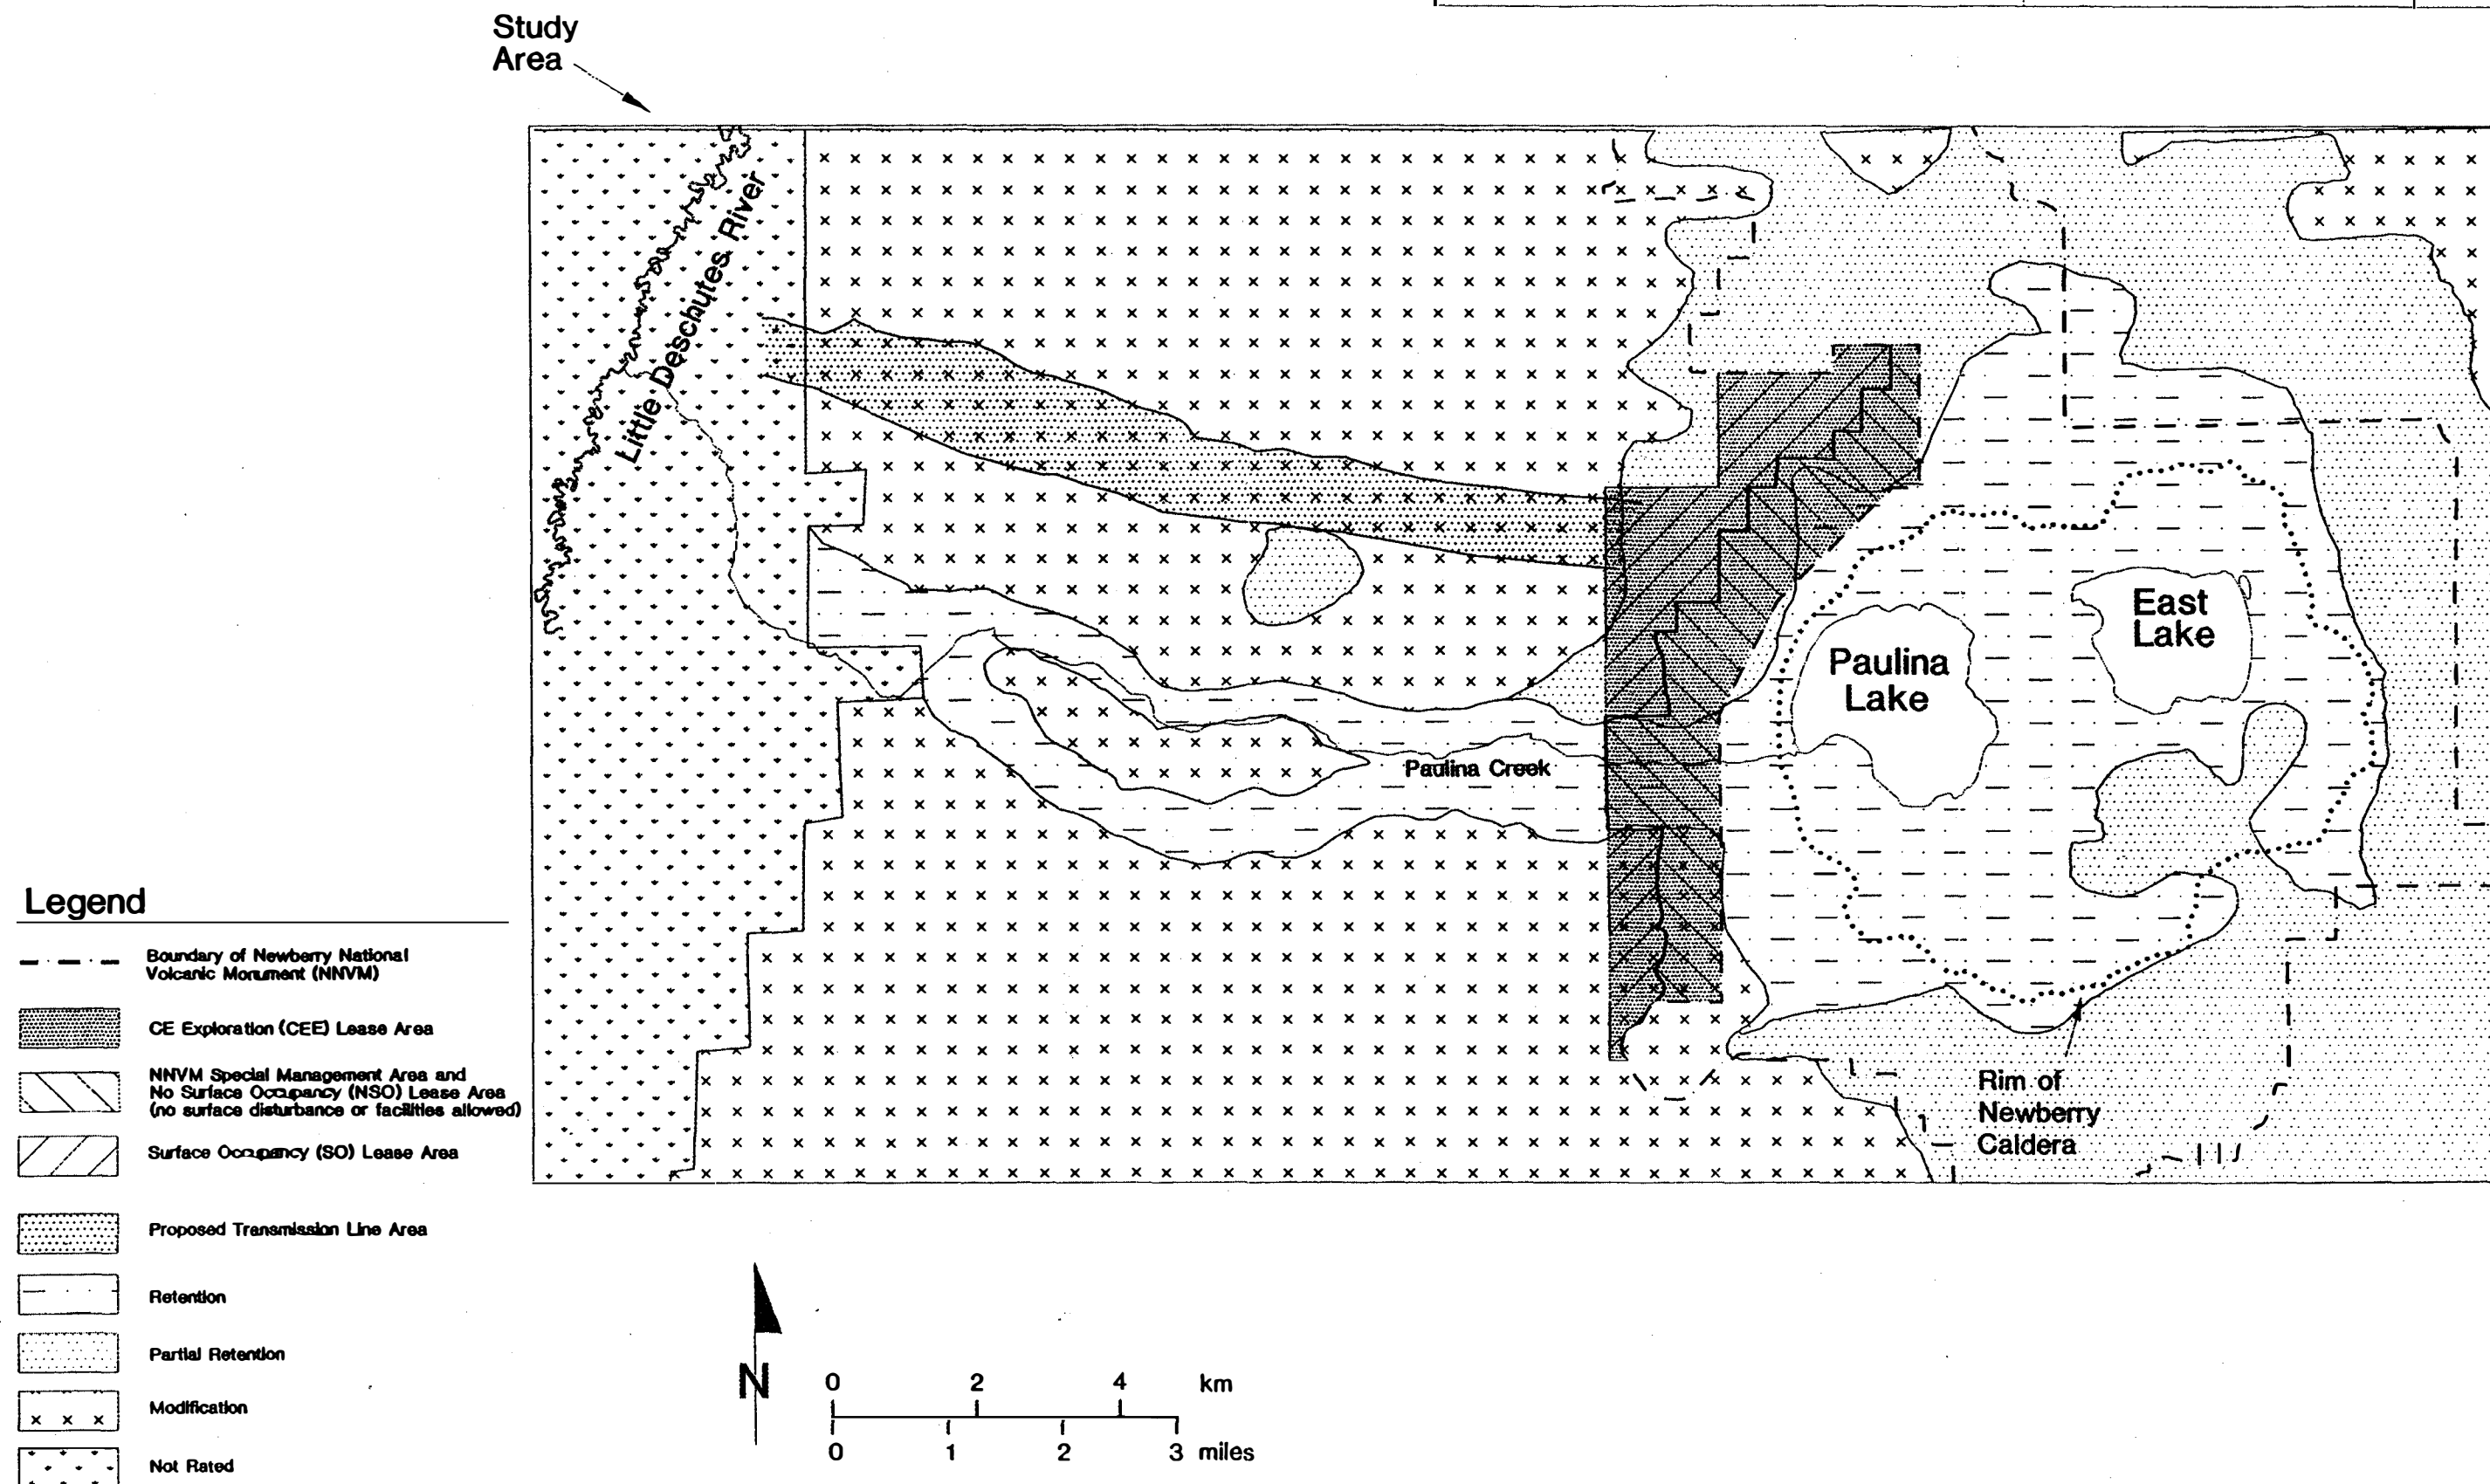 Study
Area
Little Deschutes River
East
Lake
Paulina
Lake
Paulina Creek
Rim of
Newberry
Caldera
Legend
Boundary of Newberry National
Volcanic Monument (NNVM)
CE Exploration (CEE) Lease Area
NNVM Special Management Area and
No Surface Occupancy (NSO) Lease Area
(no surface disturbance or facilities allowed)
Surface Occupancy (SO) Lease Area
Proposed Transmission Line Area
Retention
Partial Retention
Modification
Not Rated
N
0 2 4 km
0 1 2 3 miles